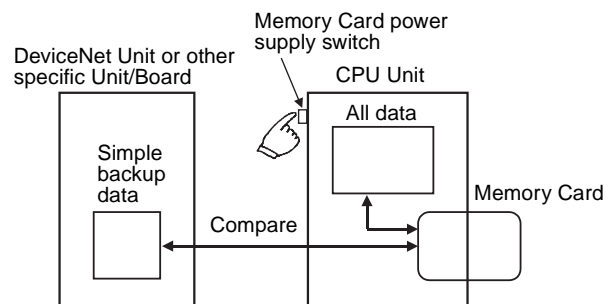 Memory Card power
supply switch
DeviceNet Unit or other
specific Unit/Board
CPU Unit
All data
Simple
backup
data
Memory Card
Compare